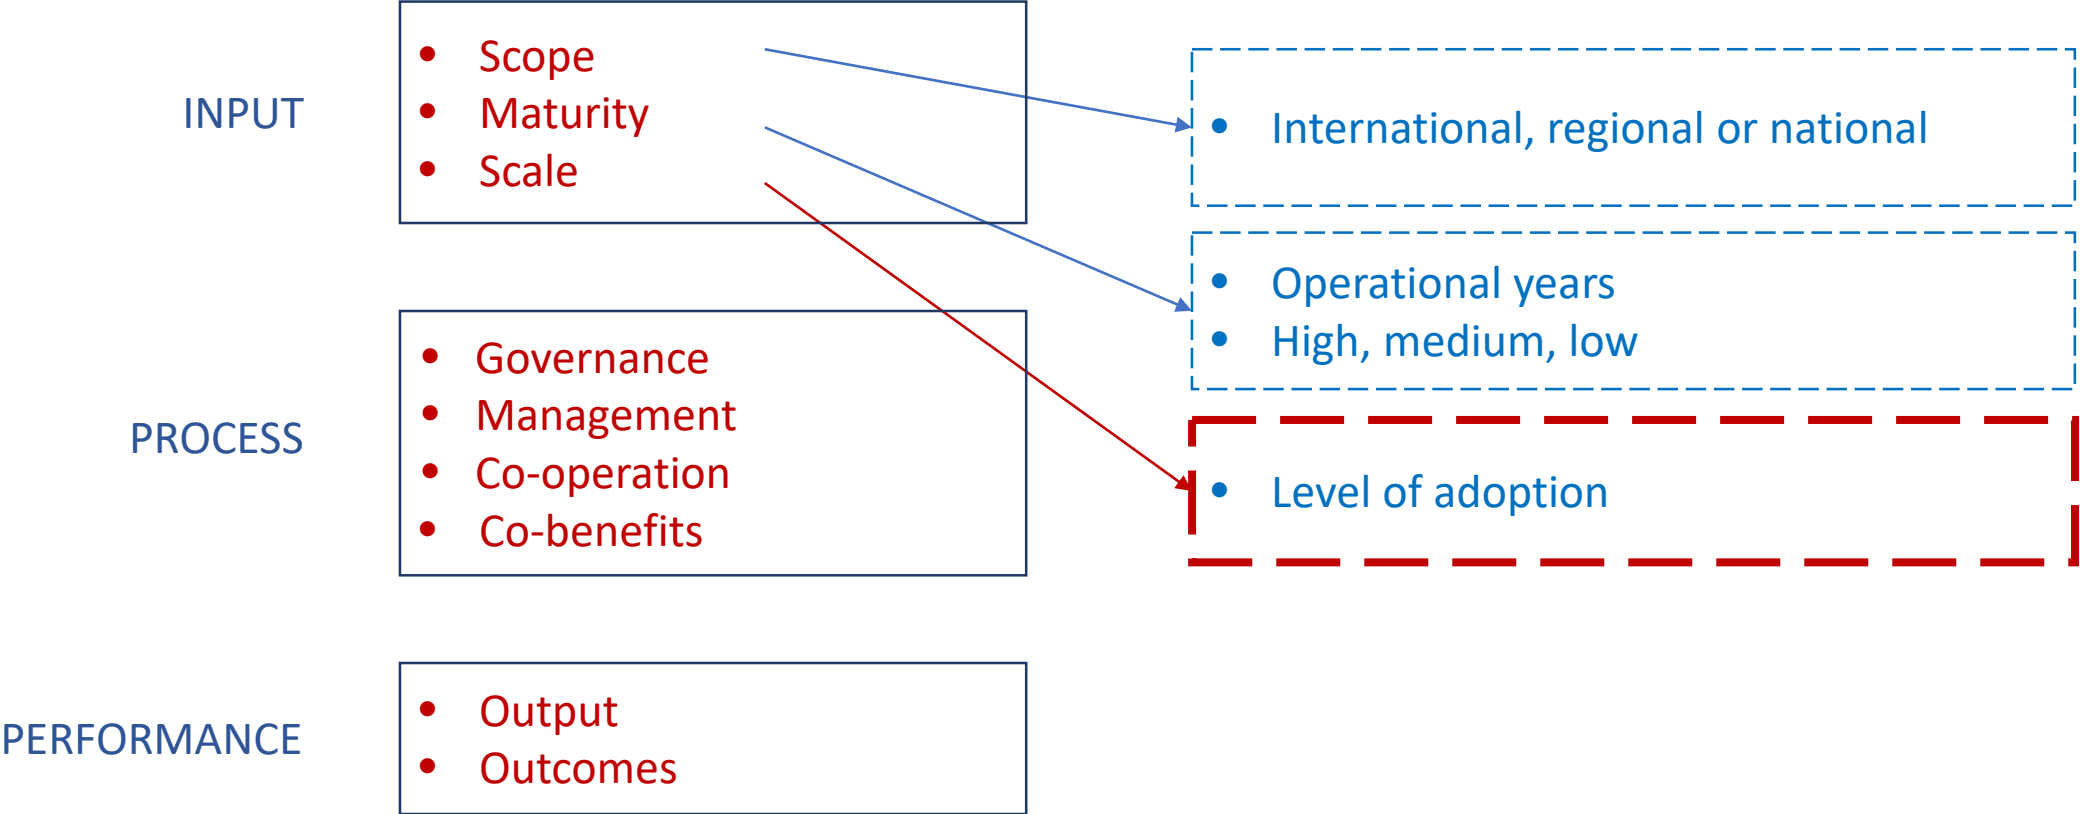 INPUT
• Scope
• Maturity
• Scale
• International, regional or national
• Operational years
• High, medium, low
• Level of adoption
PROCESS
• Governance
• Management
• Co-operation
• Co-benefits
PERFORMANCE
• Output
• Outcomes